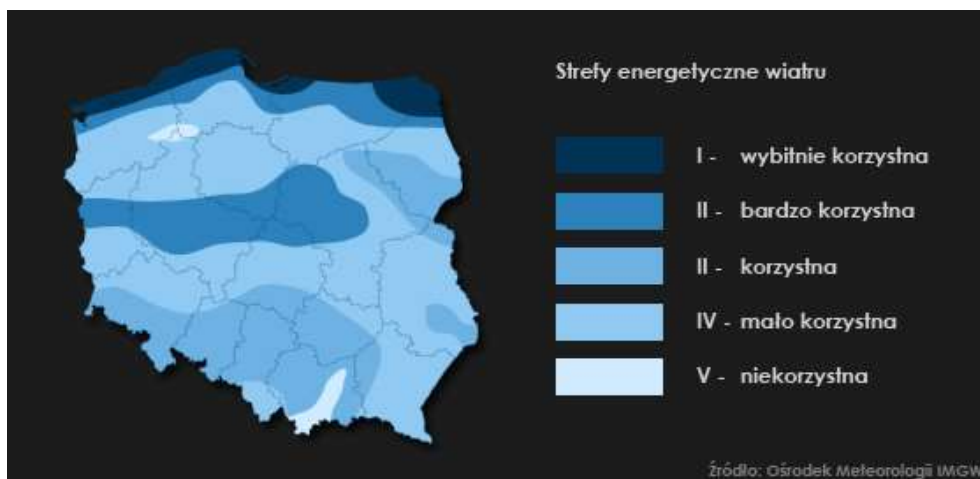 Strefy energetyczne wiatru
I - wybitnie korzystna
II - bardzo korzystna
II - korzystna
IV - mało korzystna
V - niekorzystna
Źródło: Ośrodek Meteorologii IMGW